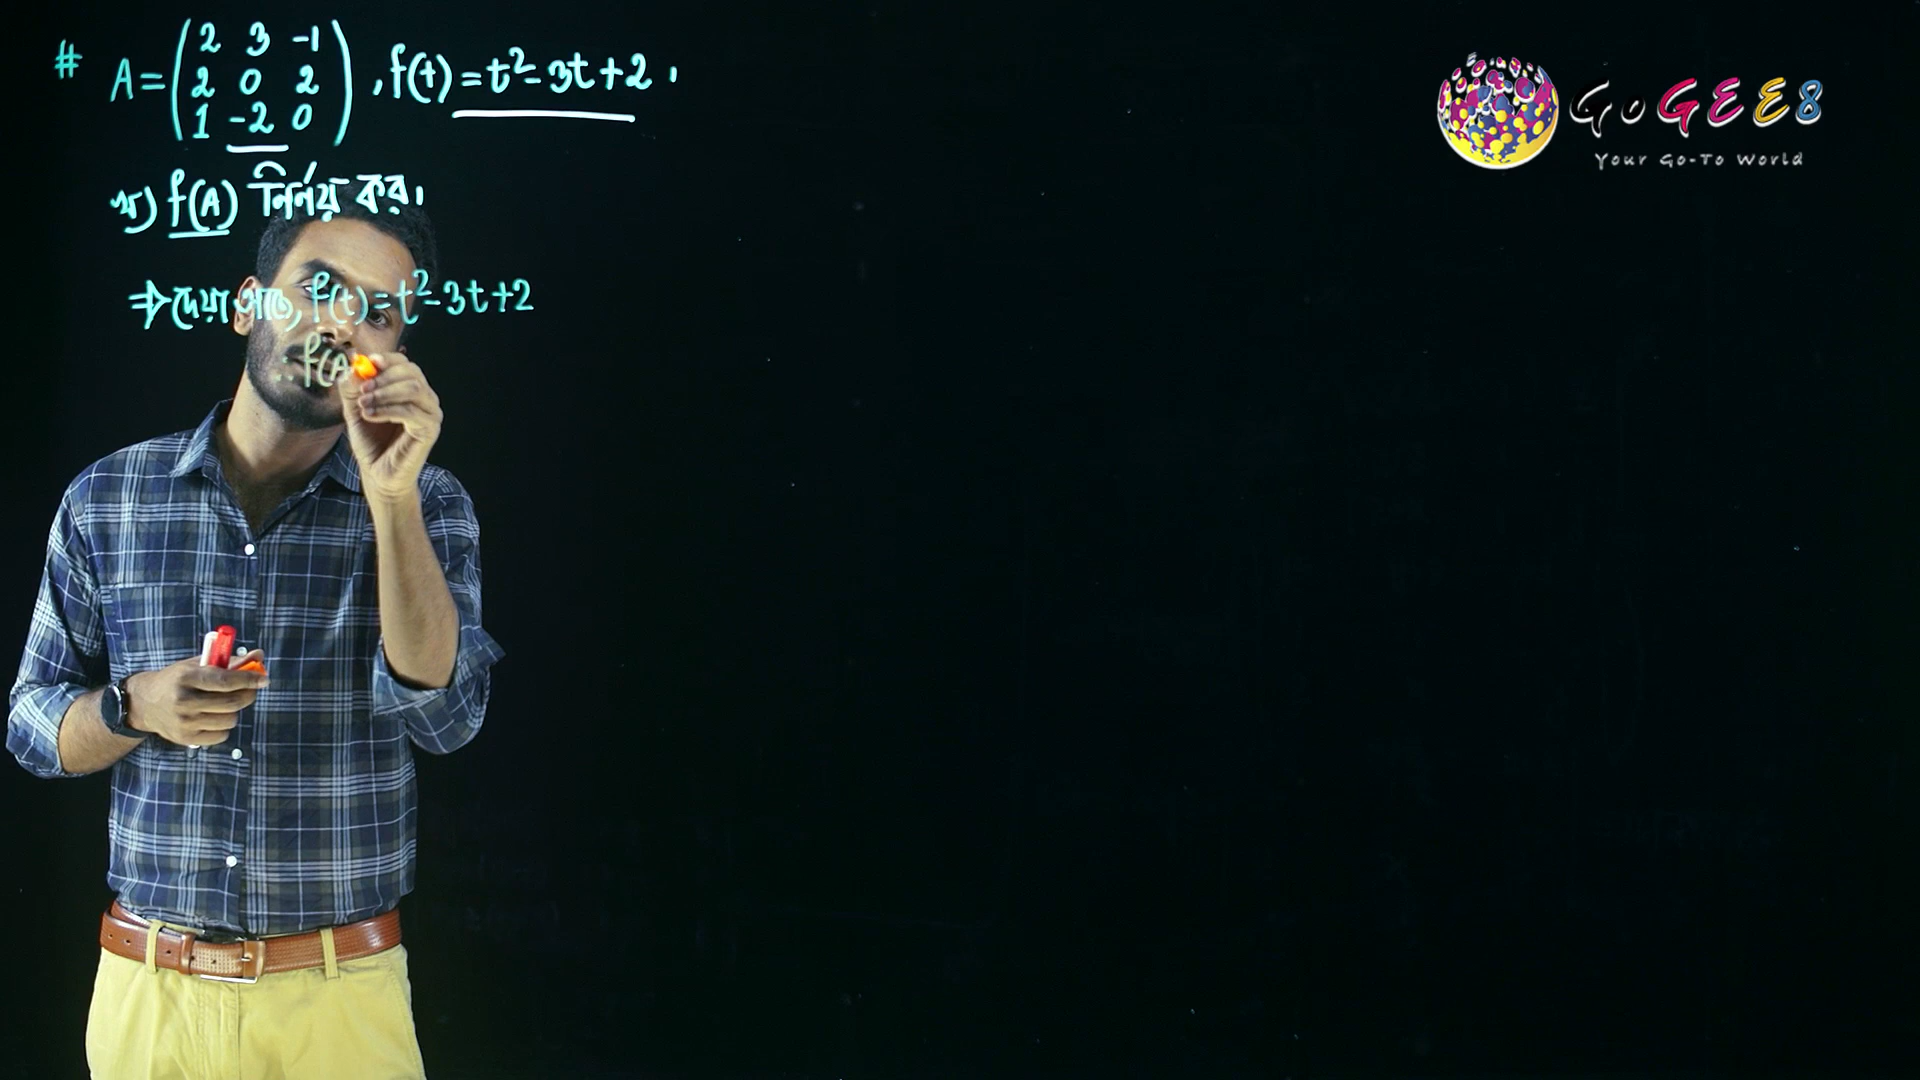 # A = (2 3 -1
2 0 2
1 -2 0), f(t) = t² - 3t + 2 ।
খ) f(A) নির্ণয় কর।
⇒ দেয়া আছে, f(t) = t² - 3t + 2
∴ f(A
GoGEE8
Your Go-To World